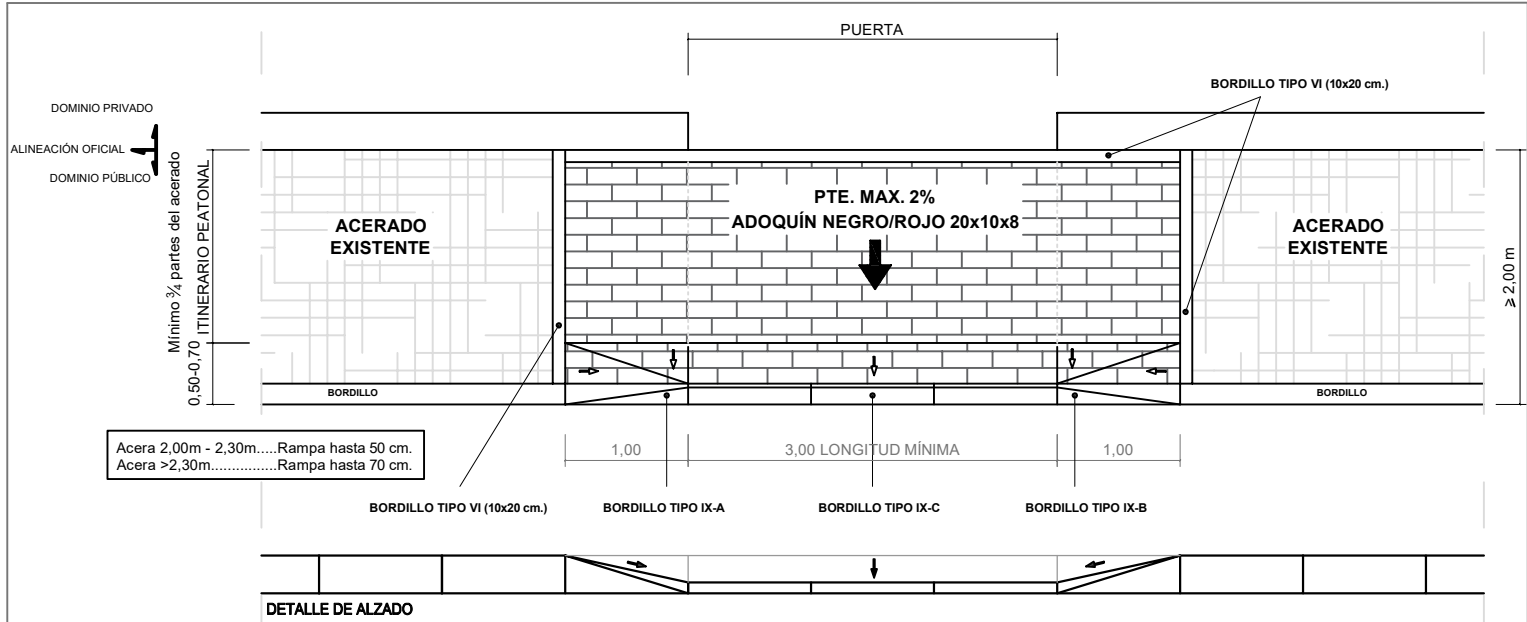 PUERTA
BORDILLO TIPO VI (10x20 cm.)
DOMINIO PRIVADO
ALINEACIÓN OFICIAL
DOMINIO PÚBLICO
Mínimo 3/4 partes del acerado
ITINERARIO PEATONAL
0,50-0,70
ACERADO
EXISTENTE
PTE. MAX. 2%
ADOQUÍN NEGRO/ROJO 20x10x8
ACERADO
EXISTENTE
≥ 2,00 m
BORDILLO
BORDILLO
Acera 2,00m - 2,30m.....Rampa hasta 50 cm.
Acera >2,30m................Rampa hasta 70 cm.
1,00
3,00 LONGITUD MÍNIMA
1,00
BORDILLO TIPO VI (10x20 cm.)
BORDILLO TIPO IX-A
BORDILLO TIPO IX-C
BORDILLO TIPO IX-B
DETALLE DE ALZADO